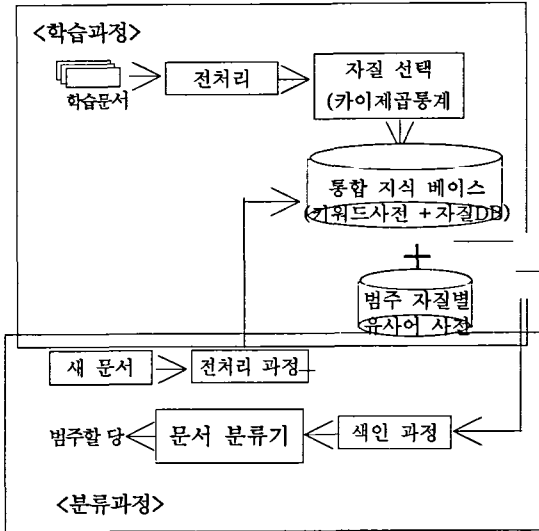 <학습과정>
학습문서
전처리
자질 선택
(카이제곱통계
통합 지식 베이스
(키워드사전 +자질DB)
+
범주 자질별
유사어 사전
새 문서
전처리 과정
범주할 당
문서 분류기
색인 과정
<분류과정>